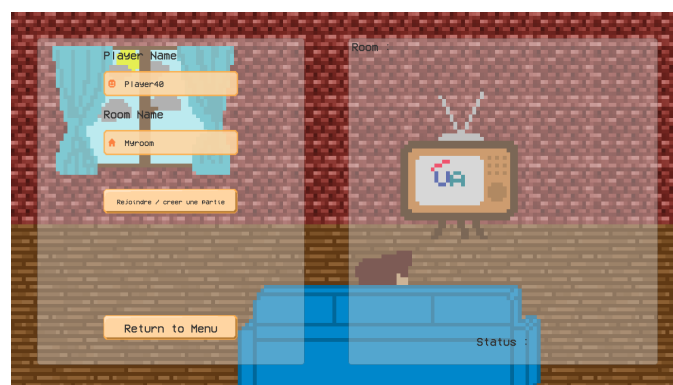 Player Name
Player40
Room Name
Myroom
Rejoindre / creer une Partie
Return to Menu
Room :
UA
Status :